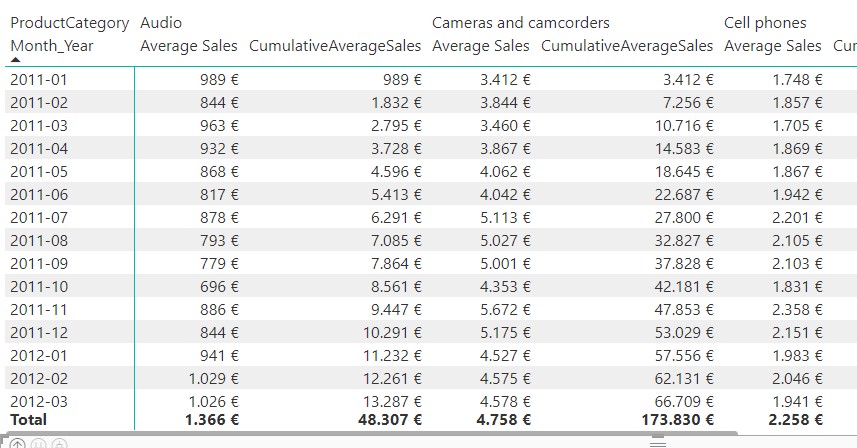 ProductCategory Audio Cameras and camcorders Cell phones
Month_Year Average Sales CumulativeAverageSales Average Sales CumulativeAverageSales Average Sales Cur
2011-01 989 € 989 € 3.412 € 3.412 € 1.748 €
2011-02 844 € 1.832 € 3.844 € 7.256 € 1.857 €
2011-03 963 € 2.795 € 3.460 € 10.716 € 1.705 €
2011-04 932 € 3.728 € 3.867 € 14.583 € 1.869 €
2011-05 868 € 4.596 € 4.062 € 18.645 € 1.867 €
2011-06 817 € 5.413 € 4.042 € 22.687 € 1.942 €
2011-07 878 € 6.291 € 5.113 € 27.800 € 2.201 €
2011-08 793 € 7.085 € 5.027 € 32.827 € 2.105 €
2011-09 779 € 7.864 € 5.001 € 37.828 € 2.103 €
2011-10 696 € 8.561 € 4.353 € 42.181 € 1.831 €
2011-11 886 € 9.447 € 5.672 € 47.853 € 2.358 €
2011-12 844 € 10.291 € 5.175 € 53.029 € 2.151 €
2012-01 941 € 11.232 € 4.527 € 57.556 € 1.983 €
2012-02 1.029 € 12.261 € 4.575 € 62.131 € 2.046 €
2012-03 1.026 € 13.287 € 4.578 € 66.709 € 1.941 €
Total 1.366 € 48.307 € 4.758 € 173.830 € 2.258 €